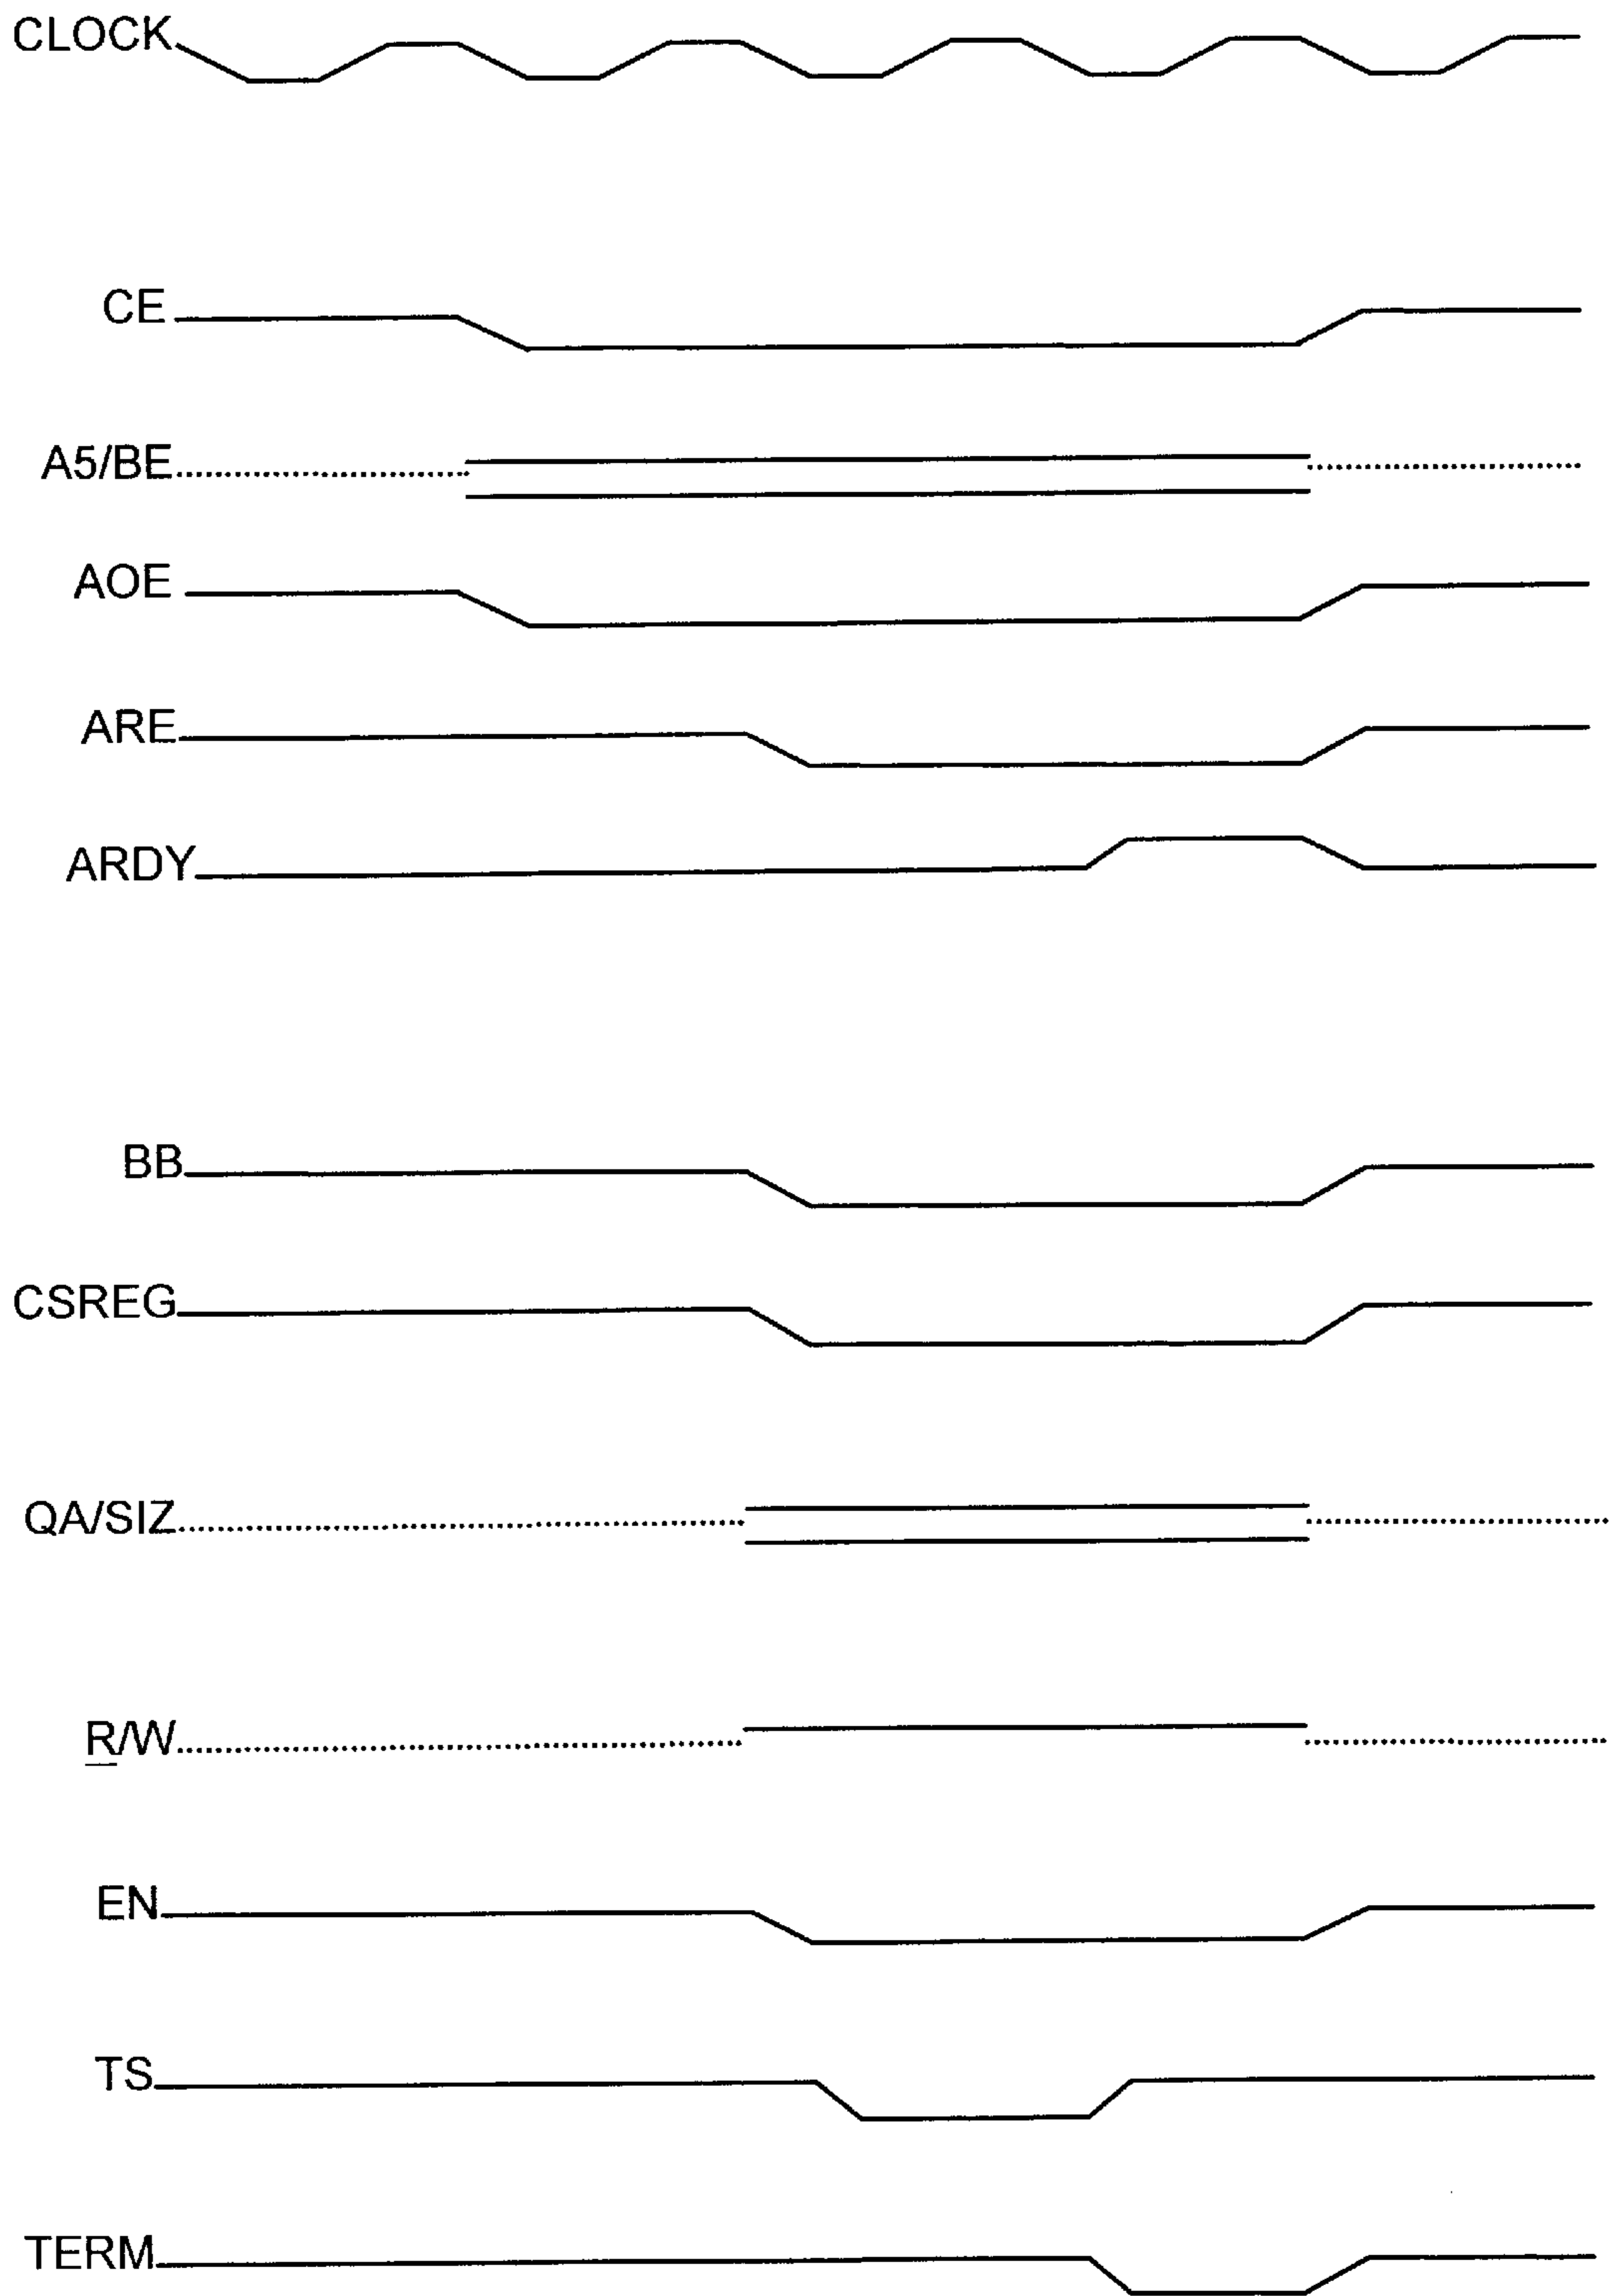 CLOCK
CE
A5/BE
AOE
ARE
ARDY
BB
CSREG
QA/SIZ
R/W
EN
TS
TERM